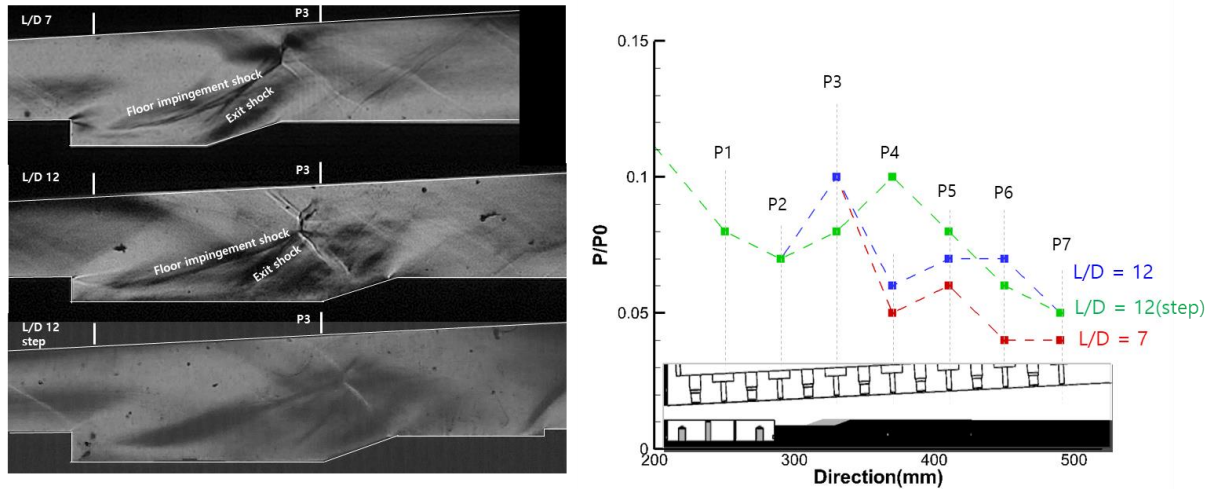 L/D 7
P3
Floor impingement shock
Exit shock
L/D 12
P3
Floor impingement shock
Exit shock
L/D 12
step
P3
0.15
P3
P1
P4
P2
P5
P6
P7
0.1
P/P0
L/D = 12
L/D = 12(step)
L/D = 7
0.05
0
200
300
400
500
Direction(mm)